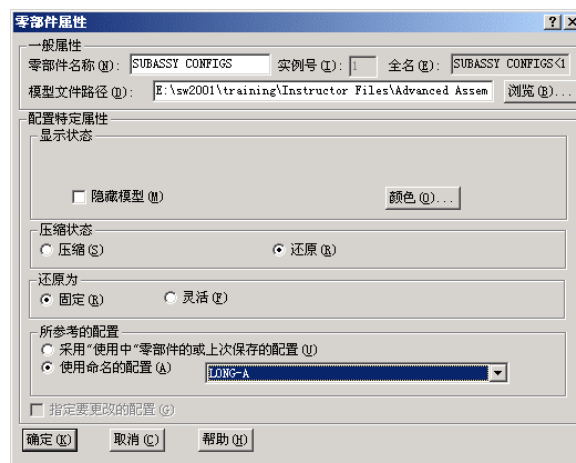 零部件属性
一般属性
零部件名称(N): SUBASSY CONFIGS 实例号(I): 1 全名(E): SUBASSY CONFIGS<1
模型文件路径(D): E:\sw2001\training\Instructor Files\Advanced Assem 浏览(B)...
配置特定属性
显示状态
隐藏模型(M) 颜色(O)...
压缩状态
压缩(S) 还原(R)
还原为
固定(R) 灵活(F)
所参考的配置
采用"使用中"零部件的或上次保存的配置(U)
使用命名的配置(A) LONG-A
指定要更改的配置(G)
确定(K) 取消(C) 帮助(H)